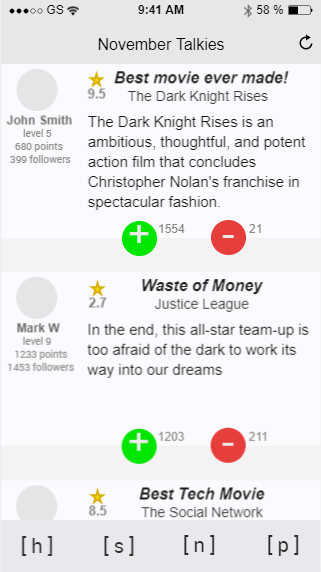 GS 9:41 AM 58 %
November Talkies
Best movie ever made!
9.5 The Dark Knight Rises
John Smith
level 5
680 points
399 followers
The Dark Knight Rises is an
ambitious, thoughtful, and potent
action film that concludes
Christopher Nolan's franchise in
spectacular fashion.
+ 1554 - 21
Waste of Money
2.7 Justice League
Mark W
level 9
1233 points
1453 followers
In the end, this all-star team-up is
too afraid of the dark to work its
way into our dreams
+ 1203 - 211
Best Tech Movie
8.5 The Social Network
[h] [s] [n] [p]